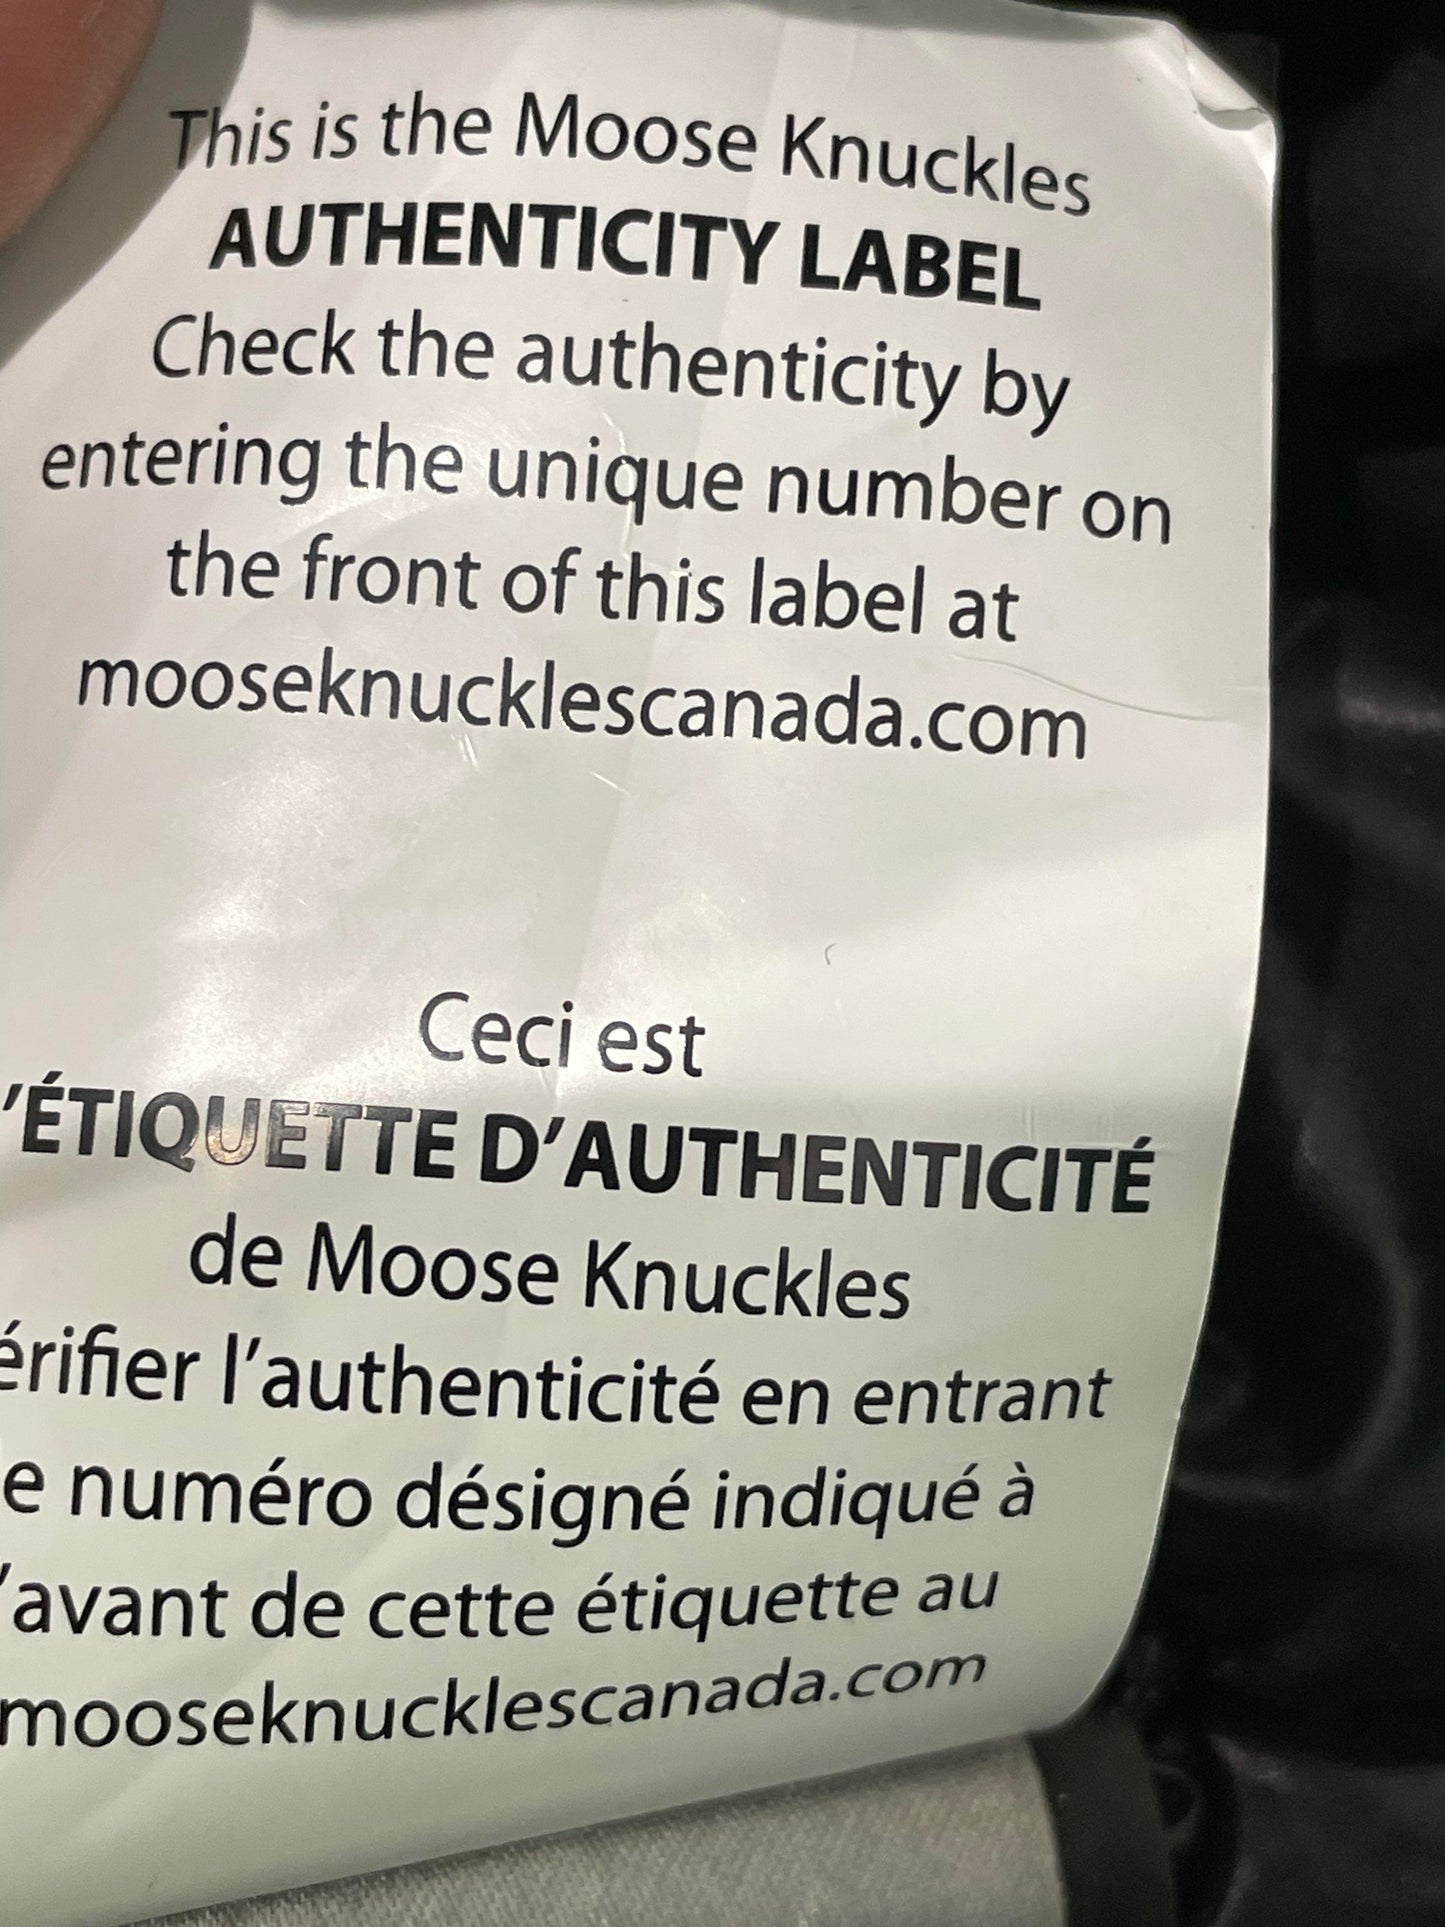 This is the Moose Knuckles
AUTHENTICITY LABEL
Check the authenticity by
entering the unique number on
the front of this label at
mooseknucklescanada.com
Ceci est
'ÉTIQUETTE D'AUTHENTICITÉ
de Moose Knuckles
érifier l'authenticité en entrant
e numéro désigné indiqué à
'avant de cette étiquette au
mooseknucklescanada.com